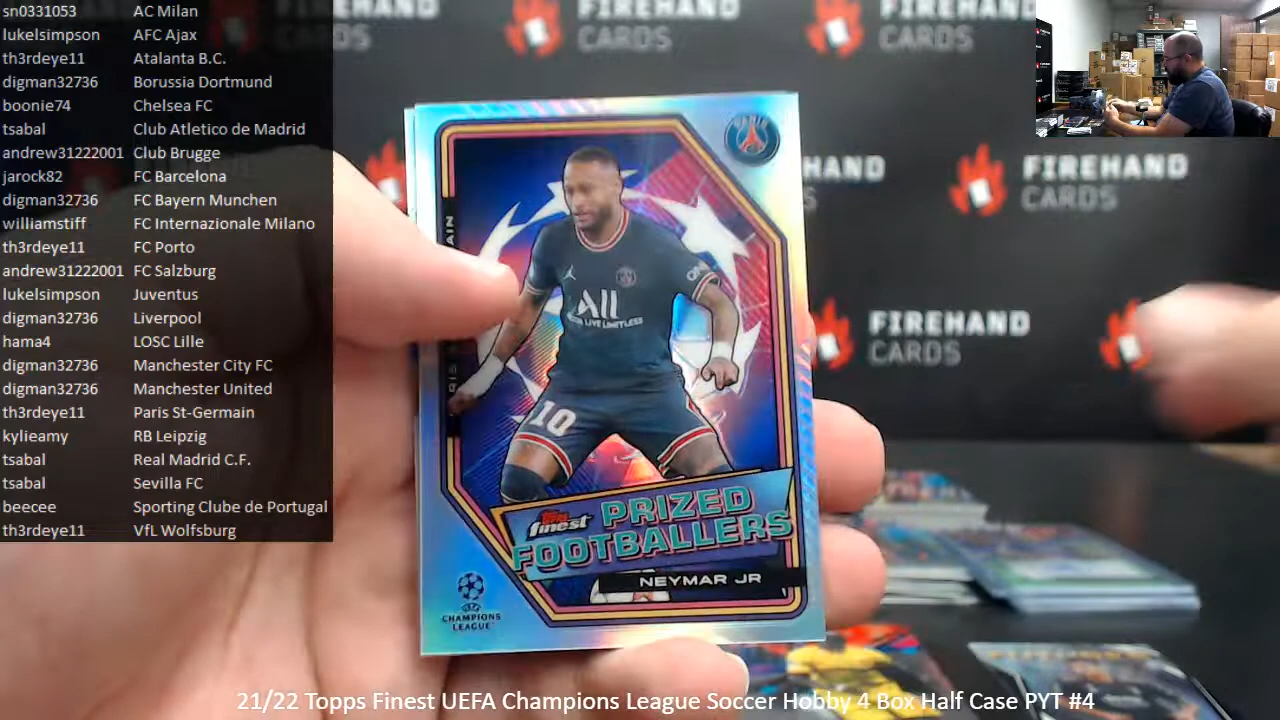 sn0331053 AC Milan
lukelsimpson AFC Ajax
th3rdeye11 Atalanta B.C.
digman32736 Borussia Dortmund
boonie74 Chelsea FC
tsabal Club Atletico de Madrid
andrew31222001 Club Brugge
jarock82 FC Barcelona
digman32736 FC Bayern Munchen
williamstiff FC Internazionale Milano
th3rdeye11 FC Porto
andrew31222001 FC Salzburg
lukelsimpson Juventus
digman32736 Liverpool
hama4 LOSC Lille
digman32736 Manchester City FC
digman32736 Manchester United
th3rdeye11 Paris St-Germain
kylieamy RB Leipzig
tsabal Real Madrid C.F.
tsabal Sevilla FC
beecee Sporting Clube de Portugal
th3rdeye11 VfL Wolfsburg
FIREHAND
CARDS
FIREHAND
CARDS
FIREHAND
CARDS
PARIS
ALL
LIVE LIMITLESS
10
Topps
finest
PRIZED
FOOTBALLERS
NEYMAR JR
CHAMPIONS
LEAGUE
21/22 Topps Finest UEFA Champions League Soccer Hobby 4 Box Half Case PYT #4